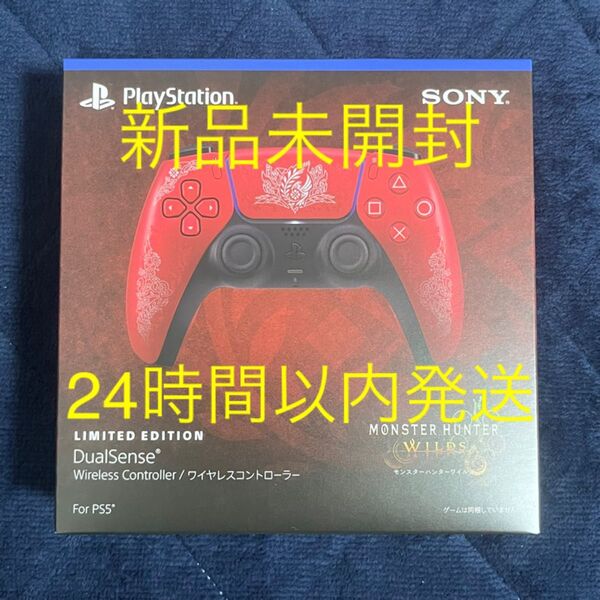 PlayStation®
SONY®
新品未開封
24時間以内発送
LIMITED EDITION
MONSTER HUNTER
WILDS
モンスターハンターワイルズ
DualSense®
Wireless Controller / ワイヤレスコントローラー
For PS5®
ゲームは同梱していません。